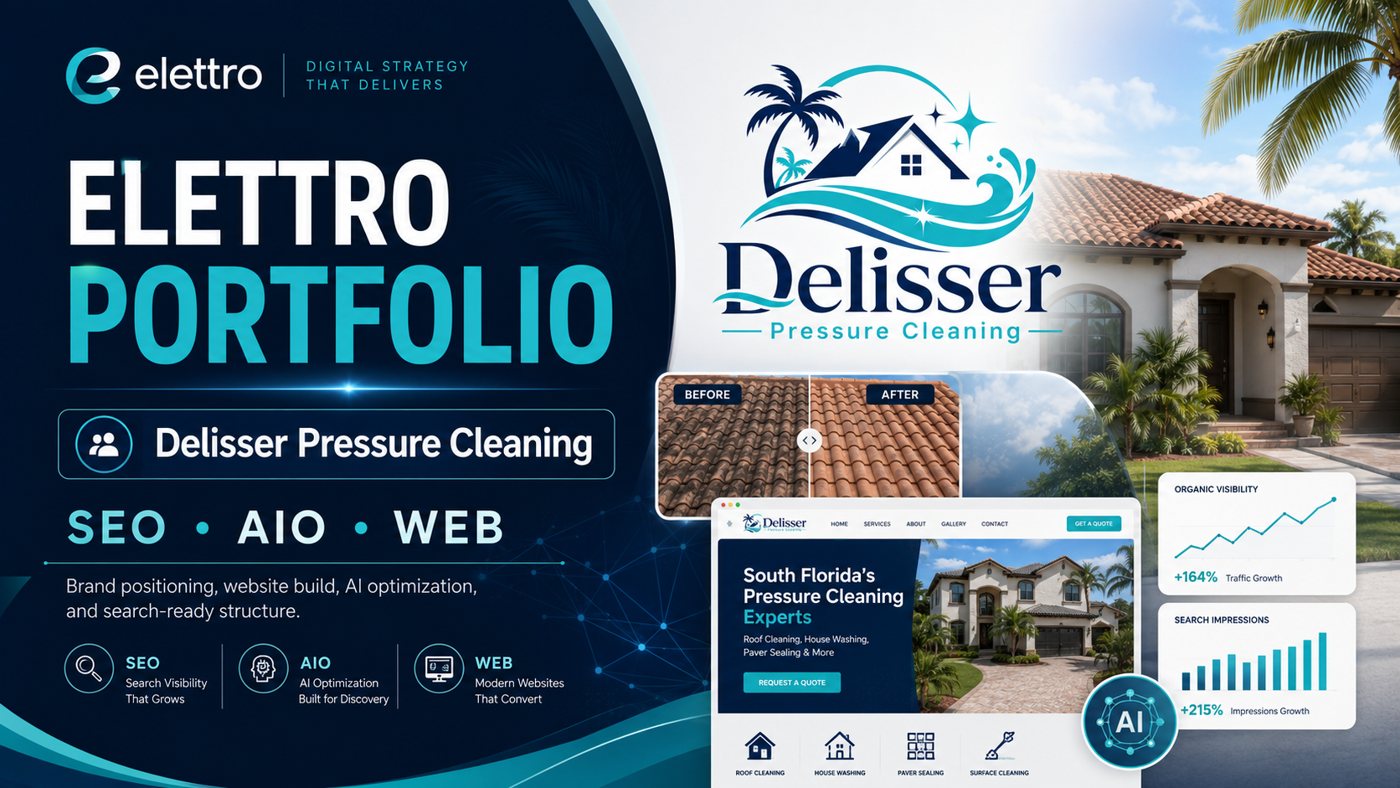 elettro
DIGITAL STRATEGY
THAT DELIVERS
ELETTRO
PORTFOLIO
Delisser Pressure Cleaning
SEO • AIO • WEB
Brand positioning, website build, AI optimization,
and search-ready structure.
SEO
Search Visibility
That Grows
AIO
AI Optimization
Built for Discovery
WEB
Modern Websites
That Convert
Delisser
Pressure Cleaning
BEFORE
AFTER
Delisser
Pressure Cleaning
HOME SERVICES ABOUT GALLERY CONTACT
GET A QUOTE
South Florida's
Pressure Cleaning
Experts
Roof Cleaning, House Washing,
Paver Sealing & More
REQUEST A QUOTE
ROOF CLEANING
HOUSE WASHING
PAVER SEALING
SURFACE CLEANING
ORGANIC VISIBILITY
+164% Traffic Growth
SEARCH IMPRESSIONS
+215% Impressions Growth
AI